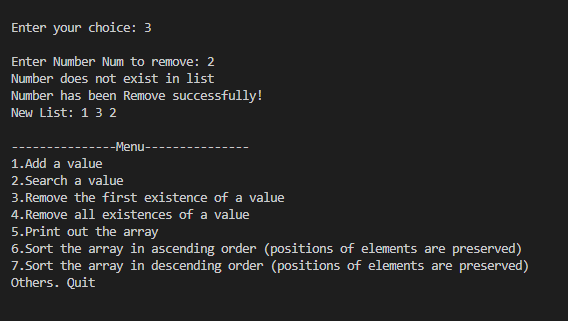 Enter your choice: 3
Enter Number Num to remove: 2
Number does not exist in list
Number has been Remove successfully!
New List: 1 3 2
---------------Menu---------------
1.Add a value
2.Search a value
3.Remove the first existence of a value
4.Remove all existences of a value
5.Print out the array
6.Sort the array in ascending order (positions of elements are preserved)
7.Sort the array in descending order (positions of elements are preserved)
Others. Quit